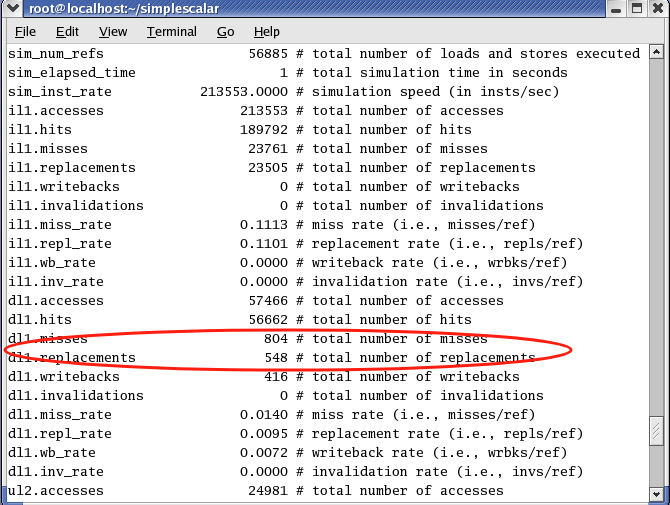 root@localhost:~/simplescalar
File Edit View Terminal Go Help
sim_num_refs 56885 # total number of loads and stores executed
sim_elapsed_time 1 # total simulation time in seconds
sim_inst_rate 213553.0000 # simulation speed (in insts/sec)
il1.accesses 213553 # total number of accesses
il1.hits 189792 # total number of hits
il1.misses 23761 # total number of misses
il1.replacements 23505 # total number of replacements
il1.writebacks 0 # total number of writebacks
il1.invalidations 0 # total number of invalidations
il1.miss_rate 0.1113 # miss rate (i.e., misses/ref)
il1.repl_rate 0.1101 # replacement rate (i.e., repls/ref)
il1.wb_rate 0.0000 # writeback rate (i.e., wrbks/ref)
il1.inv_rate 0.0000 # invalidation rate (i.e., invs/ref)
dl1.accesses 57466 # total number of accesses
dl1.hits 56662 # total number of hits
dl1.misses 804 # total number of misses
dl1.replacements 548 # total number of replacements
dl1.writebacks 416 # total number of writebacks
dl1.invalidations 0 # total number of invalidations
dl1.miss_rate 0.0140 # miss rate (i.e., misses/ref)
dl1.repl_rate 0.0095 # replacement rate (i.e., repls/ref)
dl1.wb_rate 0.0072 # writeback rate (i.e., wrbks/ref)
dl1.inv_rate 0.0000 # invalidation rate (i.e., invs/ref)
ul2.accesses 24981 # total number of accesses